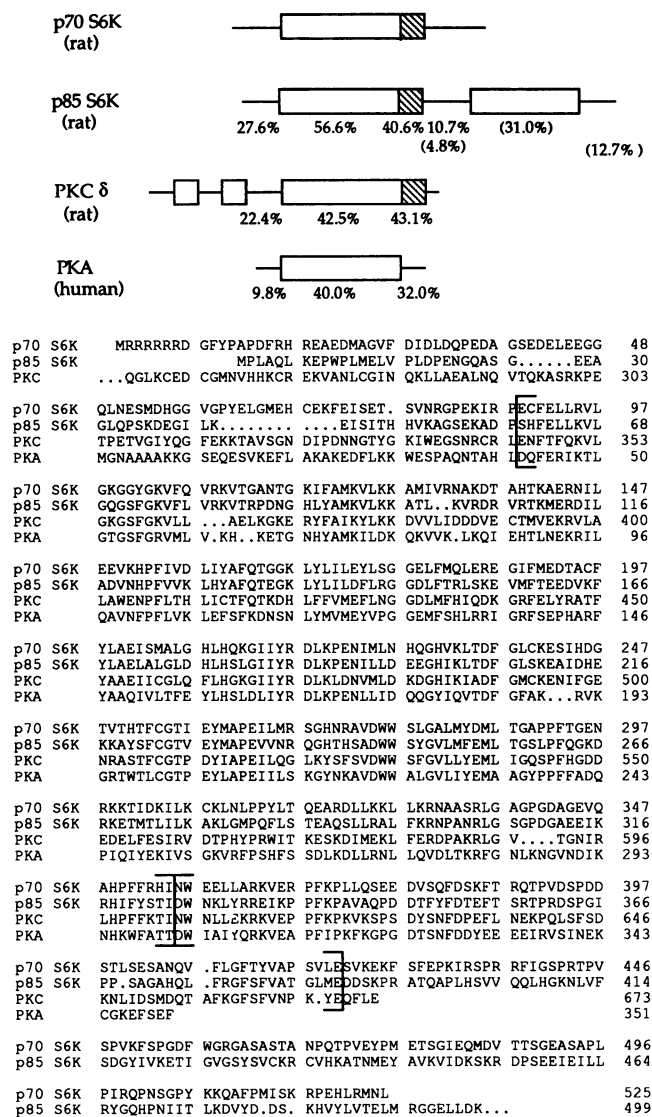 p70 S6K
(rat)
p85 S6K
(rat)
27.6% 56.6% 40.6% 10.7% (31.0%)
(4.8%) (12.7%)
PKC δ
(rat)
22.4% 42.5% 43.1%
PKA
(human)
9.8% 40.0% 32.0%
p70 S6K MRRRRRRD GFYPAPDFRH REAEDMAGVF DIDLDQPEDA GSEDELEEGG 48
p85 S6K MPLAQL KEPWPLMELV PLDPENGQAS G......EEA 30
PKC ...QGLKCED CGMNVHHKCR EKVANLCGIN QKLLAEALNQ VTQKASRKPE 303
p70 S6K QLNESMDHGG VGPYELGMEH CEKFEISET. SVNRGPEKIR PECFELLRVL 97
p85 S6K GLQPSKDEGI LK........ ..EISITH HVKAGSEKAD PSHFELLKVL 68
PKC TPETVGIYQG FEKKTAVSGN DIPDNNGTYG KIWEGSNRCR LENFTFQKVL 353
PKA MGNAAAAKKG SEQESVKEFL AKAKEDFLKK WESPAQNTAH LDQFERIKTL 50
p70 S6K GKGGYGKVFQ VRKVTGANTG KIFAMKVLKK AMIVRNAKDT AHTKAERNIL 147
p85 S6K GQGSFGKVFL VRKVTRPDNG HLYAMKVLKK ATL..KVRDR VRTKMERDIL 116
PKC GKGSFGKVLL ...AELKGKE RYFAIKYLKK DVVLIDDDVE CTMVEKRVLA 400
PKA GTGSFGRVML V.KH..KETG NHYAMKILDK QKVVK.LKQI EHTLNEKRIL 96
p70 S6K EEVKHPFIVD LIYAFQTGGK LYLILEYLSG GELFMQLERE GIFMEDTACF 197
p85 S6K ADVNHPFVVK LHYAFQTEGK LYLILDFLRG GDLFTRLSKE VMFTEEDVKF 166
PKC LAWENPFLTH LICTFQTKDH LFFVMEFLNG GDLMFHIQDK GRFELYRATF 450
PKA QAVNFPFLVK LEFSFKDNSN LYMVMEYVPG GEMFSHLRRI GRFSEPHARF 146
p70 S6K YLAEISMALG HLHQKGIIYR DLKPENIMLN HQGHVKLTDF GLCKESIHDG 247
p85 S6K YLAELALGLD HLHSLGIIYR DLKPENILLD EEGHIKLTDF GLSKEAIDHE 216
PKC YAAEIICGLQ FLHGKGIIYR DLKLDNVMLD KDGHIKIADF GMCKENIFGE 500
PKA YAAQIVLTFE YLHSLDLIYR DLKPENLLID QQGYIQVTDF GFAK...RVK 193
p70 S6K TVTHTFCGTI EYMAPEILMR SGHNRAVDWW SLGALMYDML TGAPPFTGEN 297
p85 S6K KKAYSFCGTV EYMAPEVVNR QGHTHSADWW SYGVLMFEML TGSLPFQGKD 266
PKC NRASTFCGTP DYIAPEILQG LKYSFSVDWW SFGVLLYEML IGQSPFHGDD 550
PKA GRTWTLCGTP EYLAPEIILS KGYNKAVDWW ALGVLIYEMA AGYPPFFADQ 243
p70 S6K RKKTIDKILK CKLNLPPYLT QEARDLLKKL LKRNAASRLG AGPGDAGEVQ 347
p85 S6K RKETMTLILK AKLGMPQFLS TEAQSLLRAL FKRNPANRLG SGPDGAEEIK 316
PKC EDELFESIRV DTPHYPRWIT KESKDIMEKL FERDPAKRLG V....TGNIR 596
PKA PIQIYEKIVS GKVRFPSHFS SDLKDLLRNL LQVDLTKRFG NLKNGVNDIK 293
p70 S6K AHPFFRHINW EELLARKVEP PFKPLLQSEE DVSQFDSKFT RQTPVDSPDD 397
p85 S6K RHIFYSTIDW NKLYRREIKP PFKPAVAQPD DTFYFDTEFT SRTPRDSPGI 366
PKC LHPFFKTINW NLLEKRKVEP PFKPKVKSPS DYSNFDPEFL NEKPQLSFSD 646
PKA NHKWFATTDW IAIYQRKVEA PFIPKFKGPG DTSNFDDYEE EEIRVSINEK 343
p70 S6K STLSESANQV .FLGFTYVAP SVLESVKEKF SFEPKIRSPR RFIGSPRTPV 446
p85 S6K PP.SAGAHQL .FRGFSFVAT GLMEDDSKPR ATQAPLHSVV QQLHGKNLVF 414
PKC KNLIDSMDQT AFKGFSFVNP K.YEQFLE 673
PKA CGKEFSEF 351
p70 S6K SPVKFSPGDF WGRGASASTA NPQTPVEYPM ETSGIEQMDV TTSGEASAPL 496
p85 S6K SDGYIVKETI GVGSYSVCKR CVHKATNMEY AVKVIDKSKR DPSEEIEILL 464
p70 S6K PIRQPNSGPY KKQAFPMISK RPEHLRMNL 525
p85 S6K RYGQHPNIIT LKDVYD.DS. KHVYLVTELM RGGELLDK... 499